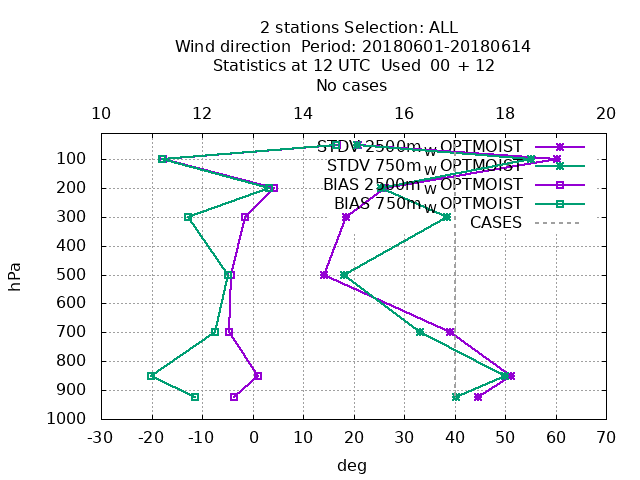 2 stations Selection: ALL
Wind direction  Period: 20180601-20180614
Statistics at 12 UTC  Used  00 + 12
No cases
10 12 14 16 18 20
STDV 2500m_W OPTMOIST
100
STDV 750m_W OPTMOIST
200
BIAS 2500m_W OPTMOIST
BIAS 750m_W OPTMOIST
300
CASES
400
hPa
500
600
700
800
900
1000
-30 -20 -10 0 10 20 30 40 50 60 70
deg